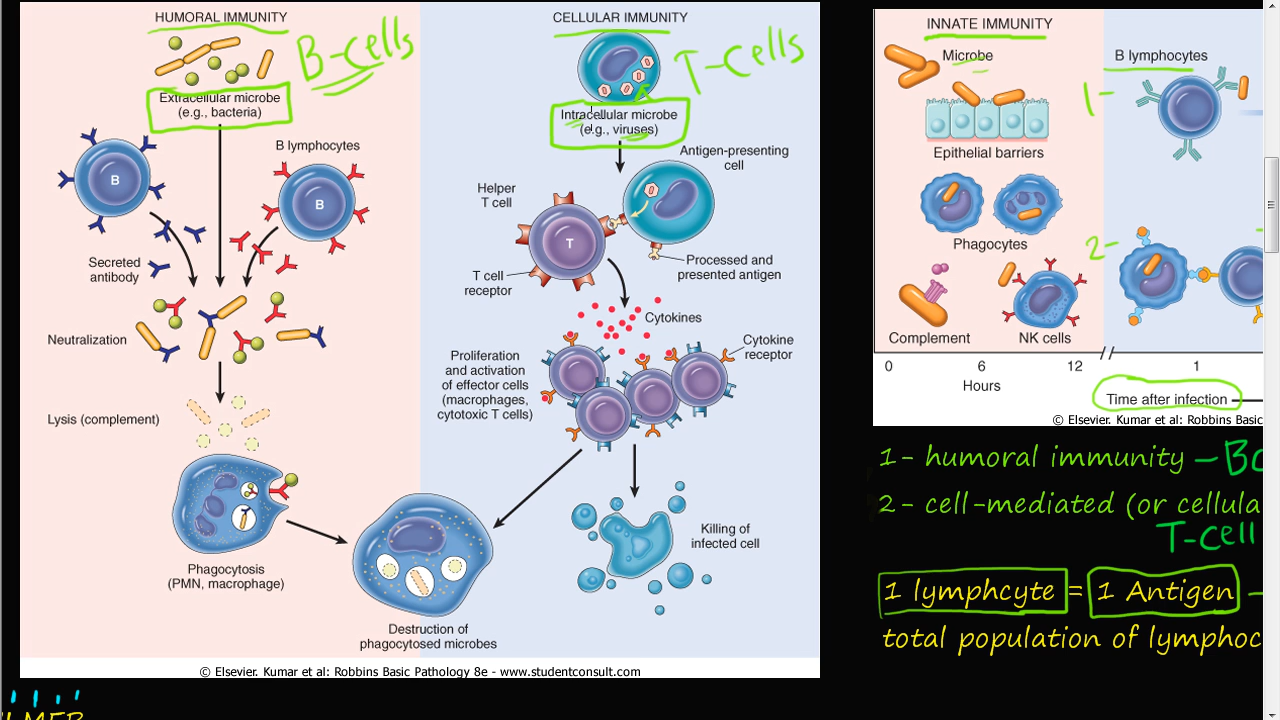 HUMORAL IMMUNITY
B-cells
Extracellular microbe
(e.g., bacteria)
B lymphocytes
B
B
Secreted
antibody
Neutralization
Lysis (complement)
Phagocytosis
(PMN, macrophage)
CELLULAR IMMUNITY
T-Cells
Intracellular microbe
(e.g., viruses)
Antigen-presenting
cell
Helper
T cell
T
T cell
receptor
Processed and
presented antigen
Cytokines
Cytokine
receptor
Proliferation
and activation
of effector cells
(macrophages,
cytotoxic T cells)
Killing of
infected cell
Destruction of
phagocytosed microbes
© Elsevier. Kumar et al: Robbins Basic Pathology 8e - www.studentconsult.com
INNATE IMMUNITY
Microbe
Epithelial barriers
Phagocytes
Complement
NK cells
B lymphocytes
1-
2-
0
6
12
1
Hours
Time after infection
© Elsevier. Kumar et al: Robbins Basic
1- humoral immunity - Bc
2- cell-mediated (or cellula
T-cell
1 lymphcyte = 1 Antigen -
total population of lymphoc